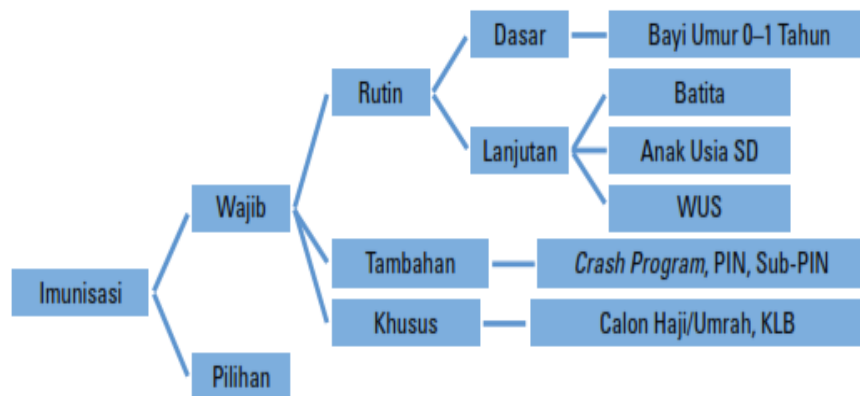 Dasar
Bayi Umur 0–1 Tahun
Rutin
Batita
Lanjutan
Anak Usia SD
Wajib
WUS
Tambahan
Crash Program, PIN, Sub-PIN
Imunisasi
Khusus
Calon Haji/Umrah, KLB
Pilihan